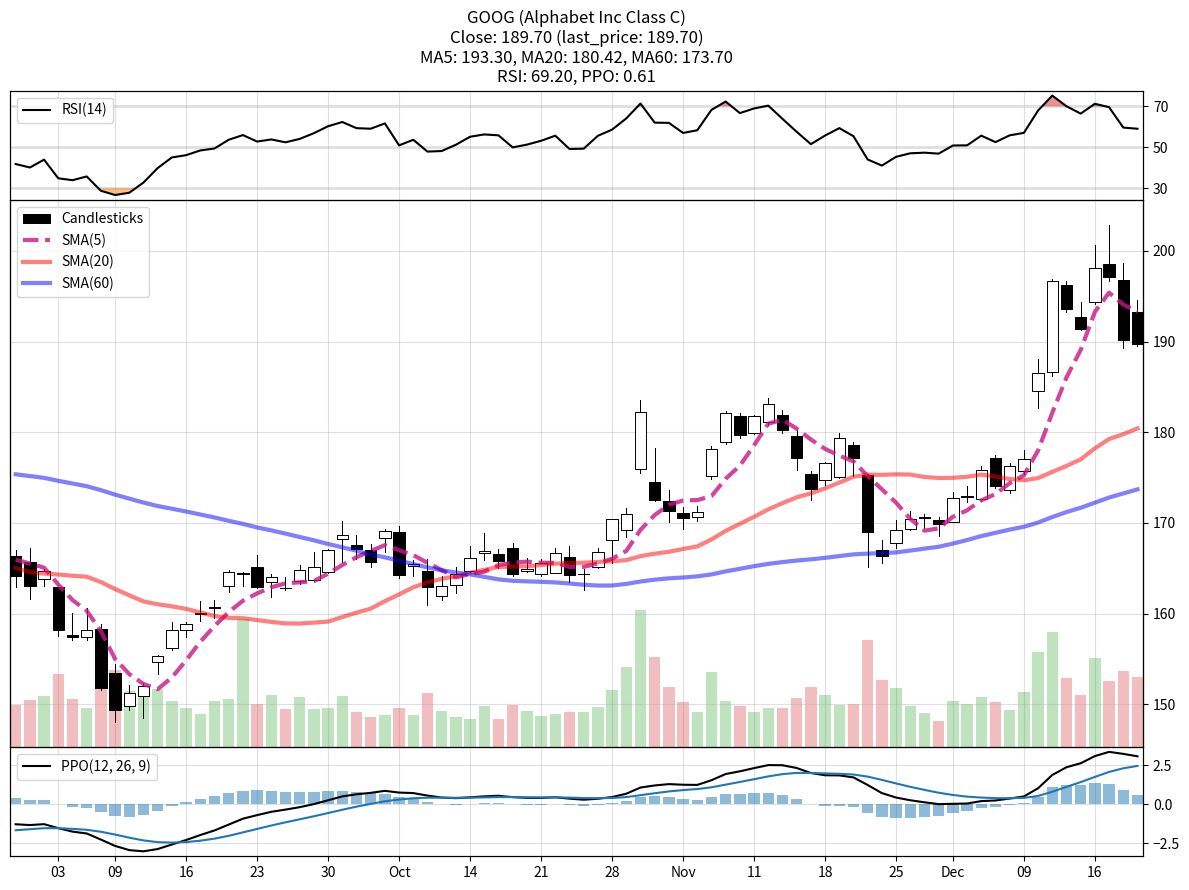 GOOG (Alphabet Inc Class C)
Close: 189.70 (last_price: 189.70)
MA5: 193.30, MA20: 180.42, MA60: 173.70
RSI: 69.20, PPO: 0.61
RSI(14)
70
50
30
Candlesticks
SMA(5)
SMA(20)
SMA(60)
200
190
180
170
160
150
PPO(12, 26, 9)
2.5
0.0
−2.5
03 09 16 23 30 Oct 14 21 28 Nov 11 18 25 Dec 09 16